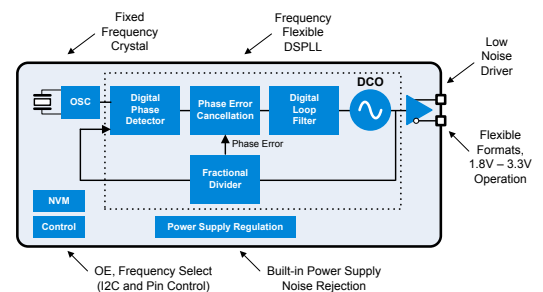 Fixed
Frequency
Crystal
Frequency
Flexible
DSPLL
Low
Noise
Driver
OSC
Digital
Phase
Detector
Phase Error
Cancellation
Digital
Loop
Filter
DCO
Phase Error
Fractional
Divider
Flexible
Formats,
1.8V – 3.3V
Operation
NVM
Control
Power Supply Regulation
OE, Frequency Select
(I2C and Pin Control)
Built-in Power Supply
Noise Rejection